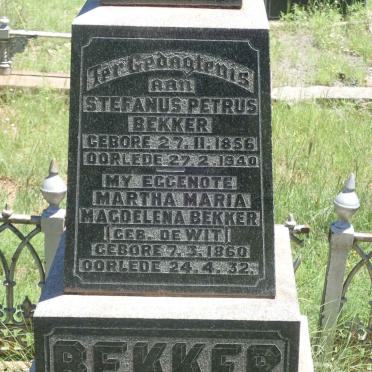 Ter Gedagtenis
AAN
STEFANUS PETRUS
BEKKER
GEBORE 27.11.1856
OORLEDE 27.2.1940
MY EGGENOTE
MARTHA MARIA
MAGDELENA BEKKER
(GEB. DE WIT)
GEBORE 7.3.1860
OORLEDE 24.4.32.
BEKKER